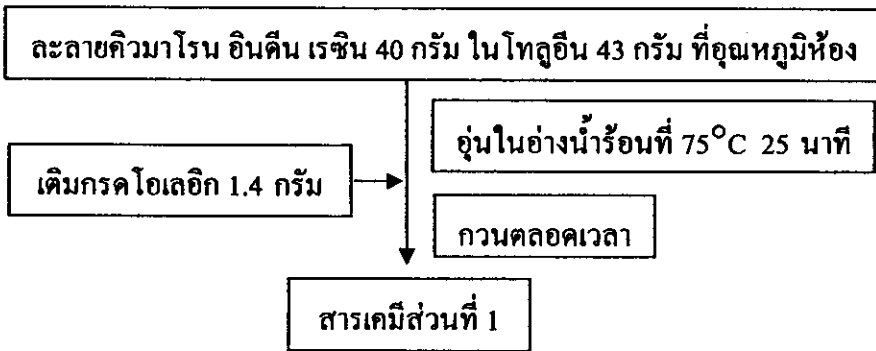 ละลายคิวมาโรน อินดีน เรซิน 40 กรัม ในโทลูอีน 43 กรัม ที่อุณหภูมิห้อง
อุ่นในอ่างน้ำร้อนที่ 75°C 25 นาที
เติมกรดโอเลอิก 1.4 กรัม
กวนตลอดเวลา
สารเคมีส่วนที่ 1